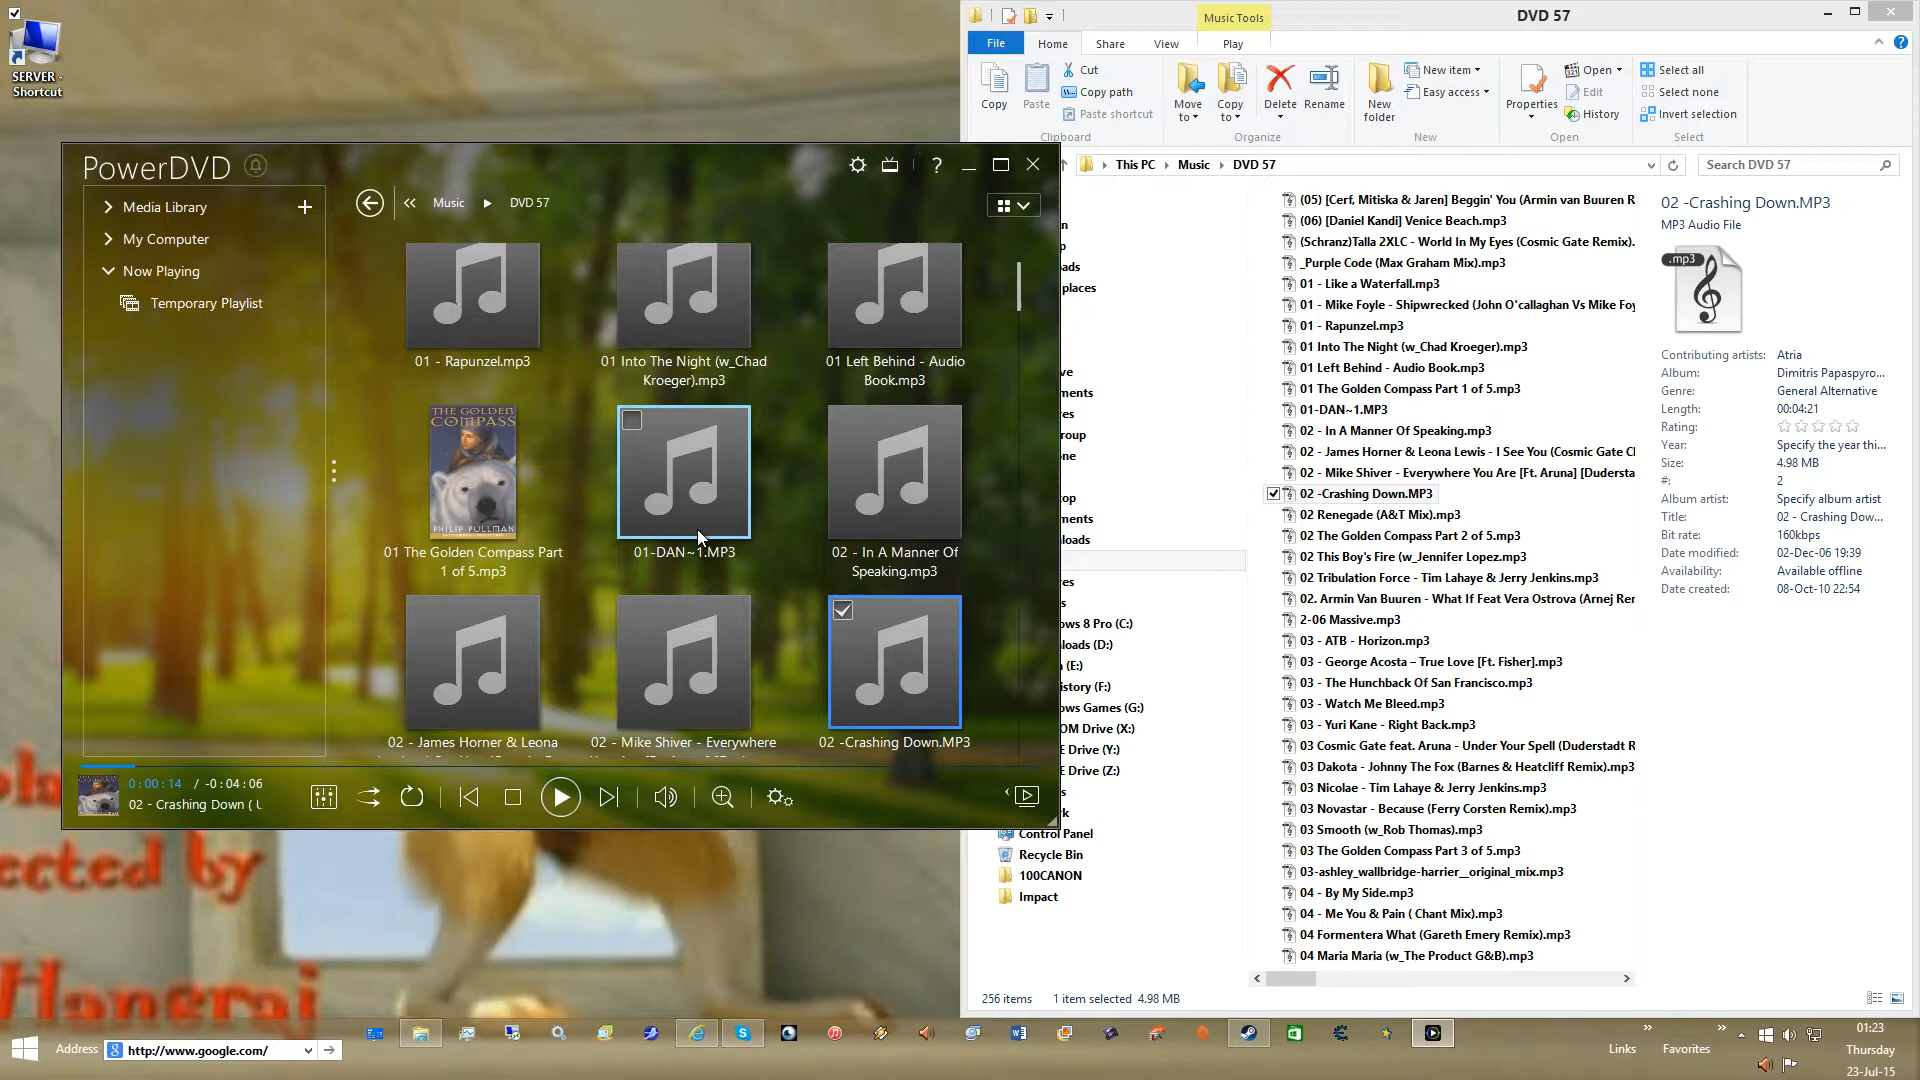 SERVER -
Shortcut
PowerDVD
?
Media Library
+
My Computer
Now Playing
Temporary Playlist
Music
DVD 57
01 - Rapunzel.mp3
01 Into The Night (w_Chad
Kroeger).mp3
01 Left Behind - Audio
Book.mp3
THE GOLDEN
COMPASS
PHILIP PULLMAN
01 The Golden Compass Part
1 of 5.mp3
01-DAN~1.MP3
02 - In A Manner Of
Speaking.mp3
02 - James Horner & Leona
02 - Mike Shiver - Everywhere
02 -Crashing Down.MP3
0:00:14 / -0:04:06
02 - Crashing Down ( U
ected by
Haneraj
Music Tools
DVD 57
File
Home
Share
View
Play
Copy
Paste
Cut
Copy path
Paste shortcut
Clipboard
Move
to
Copy
to
Delete
Rename
Organize
New
folder
New item
Easy access
New
Properties
Open
Edit
History
Open
Select all
Select none
Invert selection
Select
This PC
Music
DVD 57
Search DVD 57
ows 8 Pro (C:)
nloads (D:)
(E:)
istory (F:)
ows Games (G:)
OM Drive (X:)
E Drive (Y:)
E Drive (Z:)
Control Panel
Recycle Bin
100CANON
Impact
(05) [Cerf, Mitiska & Jaren] Beggin' You (Armin van Buuren R
(06) [Daniel Kandi] Venice Beach.mp3
(Schranz)Talla 2XLC - World In My Eyes (Cosmic Gate Remix).
_Purple Code (Max Graham Mix).mp3
01 - Like a Waterfall.mp3
01 - Mike Foyle - Shipwrecked (John O'callaghan Vs Mike Foy
01 - Rapunzel.mp3
01 Into The Night (w_Chad Kroeger).mp3
01 Left Behind - Audio Book.mp3
01 The Golden Compass Part 1 of 5.mp3
01-DAN~1.MP3
02 - In A Manner Of Speaking.mp3
02 - James Horner & Leona Lewis - I See You (Cosmic Gate Cl
02 - Mike Shiver - Everywhere You Are [Ft. Aruna] [Dudersta
02 -Crashing Down.MP3
02 Renegade (A&T Mix).mp3
02 The Golden Compass Part 2 of 5.mp3
02 This Boy's Fire (w_Jennifer Lopez).mp3
02 Tribulation Force - Tim Lahaye & Jerry Jenkins.mp3
02. Armin Van Buuren - What If Feat Vera Ostrova (Arnej Rer
2-06 Massive.mp3
03 - ATB - Horizon.mp3
03 - George Acosta – True Love [Ft. Fisher].mp3
03 - The Hunchback Of San Francisco.mp3
03 - Watch Me Bleed.mp3
03 - Yuri Kane - Right Back.mp3
03 Cosmic Gate feat. Aruna - Under Your Spell (Duderstadt R
03 Dakota - Johnny The Fox (Barnes & Heatcliff Remix).mp3
03 Nicolae - Tim Lahaye & Jerry Jenkins.mp3
03 Novastar - Because (Ferry Corsten Remix).mp3
03 Smooth (w_Rob Thomas).mp3
03 The Golden Compass Part 3 of 5.mp3
03-ashley_wallbridge-harrier__original_mix.mp3
04 - By My Side.mp3
04 - Me You & Pain ( Chant Mix).mp3
04 Formentera What (Gareth Emery Remix).mp3
04 Maria Maria (w_The Product G&B).mp3
02 -Crashing Down.MP3
MP3 Audio File
.mp3
Contributing artists: Atria
Album: Dimitris Papaspyro...
Genre: General Alternative
Length: 00:04:21
Rating:
Year: Specify the year thi...
Size: 4.98 MB
#: 2
Album artist: Specify album artist
Title: 02 - Crashing Dow...
Bit rate: 160kbps
Date modified: 02-Dec-06 19:39
Availability: Available offline
Date created: 08-Oct-10 22:54
256 items 1 item selected 4.98 MB
Address
http://www.google.com/
Links
Favorites
01:23
Thursday
23-Jul-15